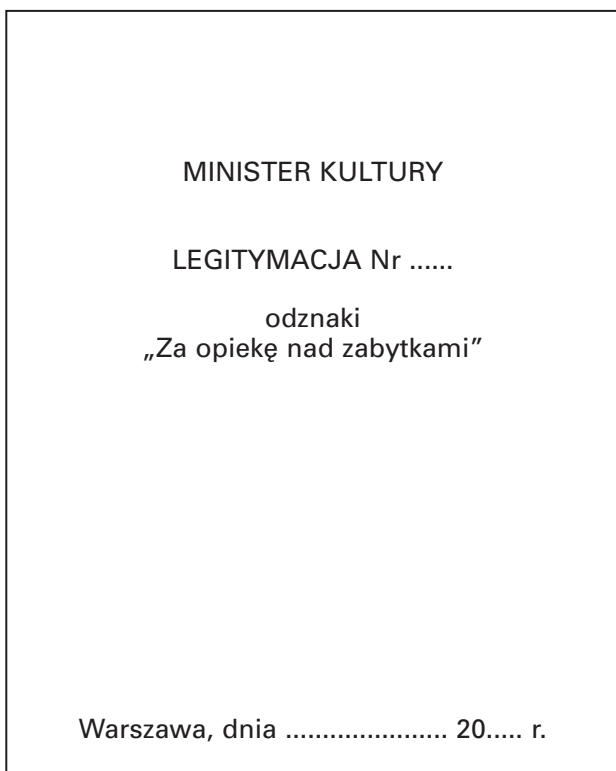 MINISTER KULTURY
LEGITYMACJA Nr ......
odznaki
„Za opiekę nad zabytkami”
Warszawa, dnia ...................... 20..... r.